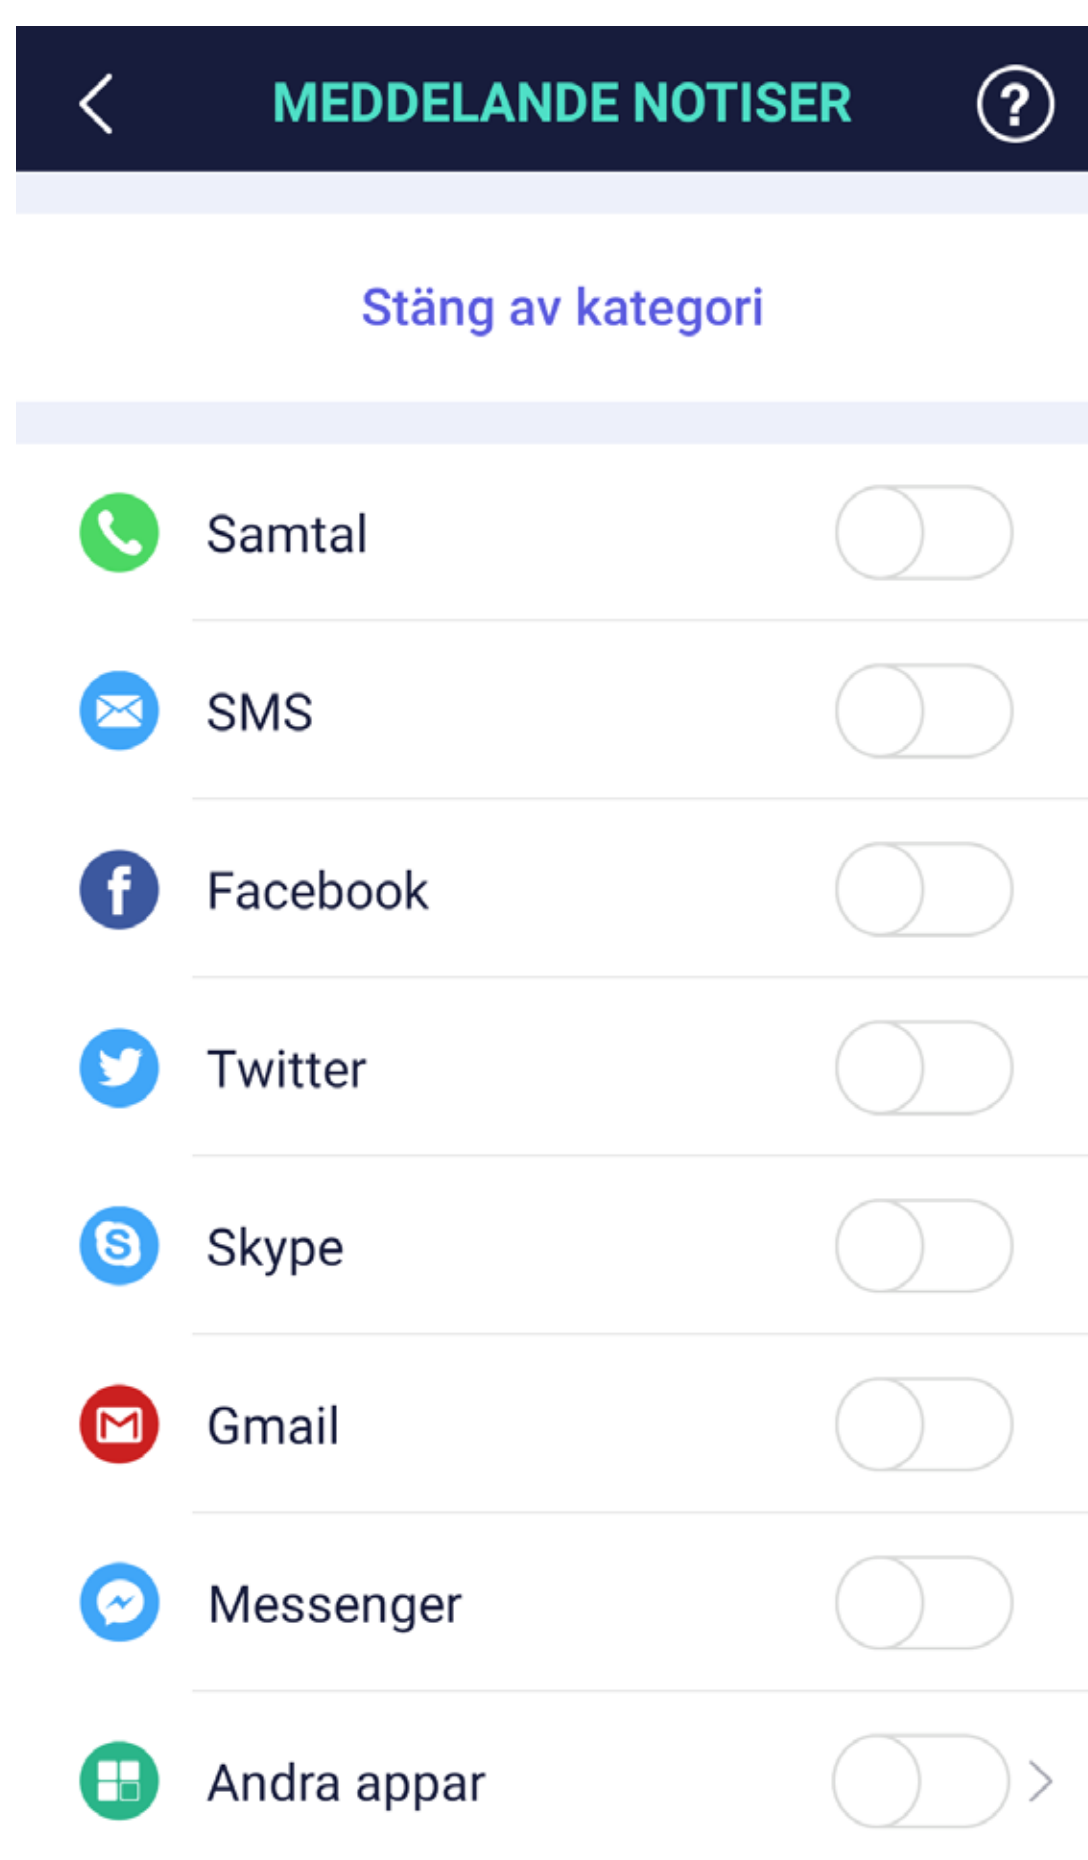 MEDDELANDE NOTISER
?
Stäng av kategori
Samtal
SMS
Facebook
Twitter
Skype
Gmail
Messenger
Andra appar